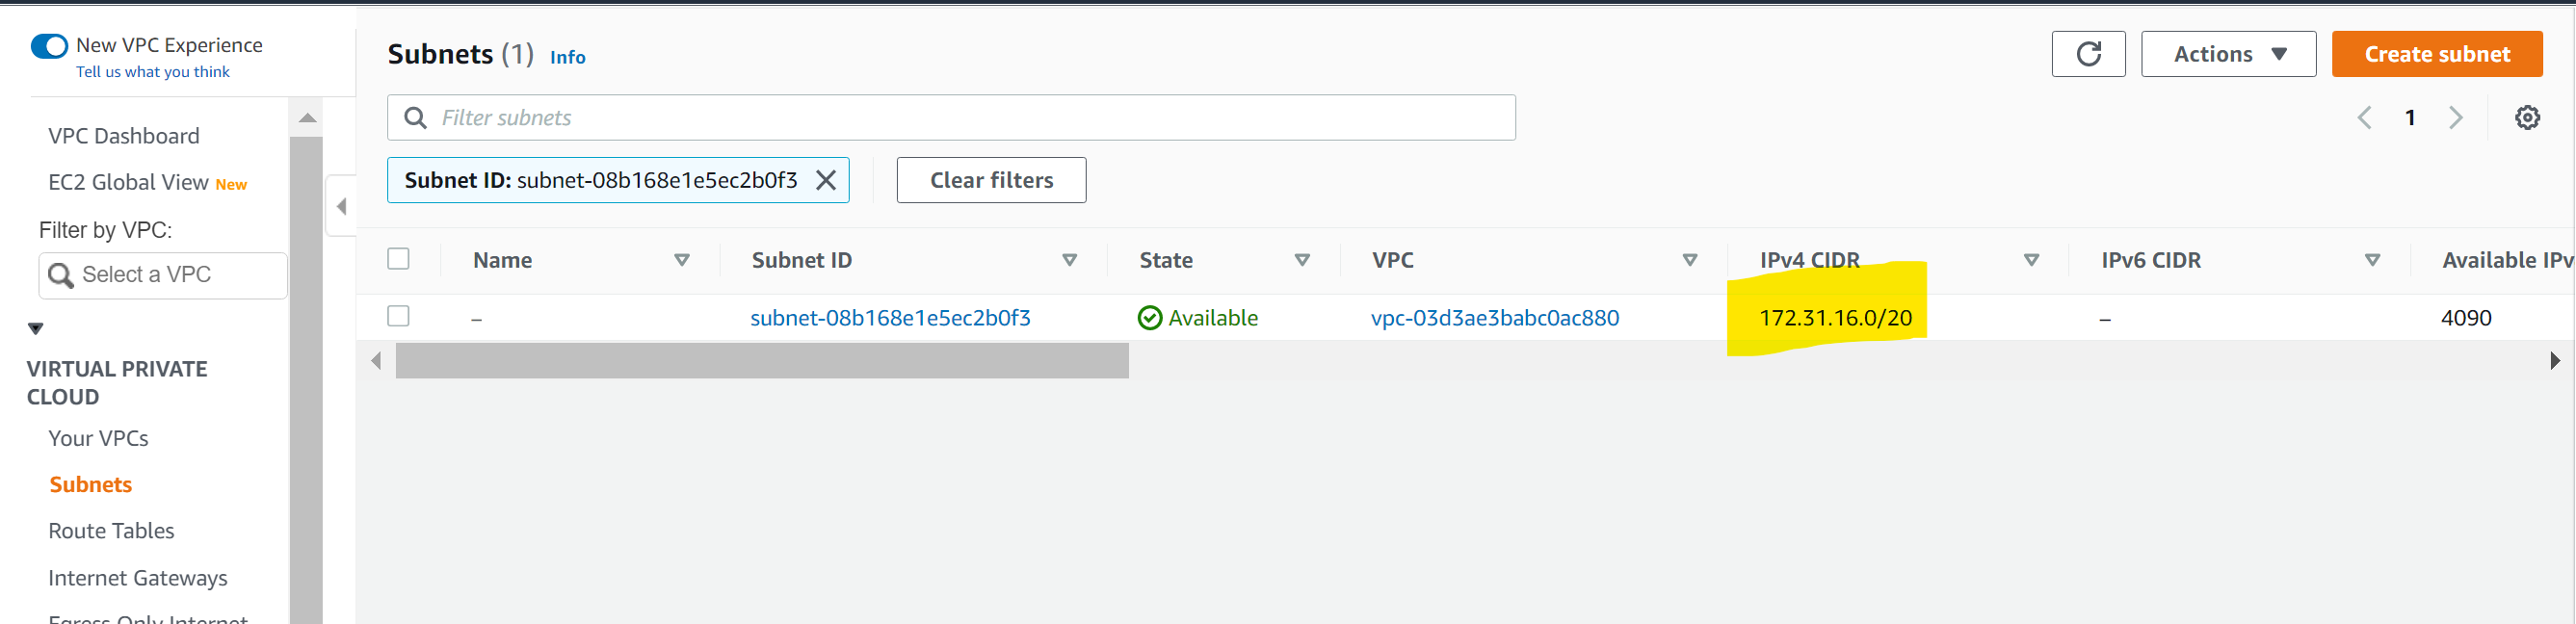 New VPC Experience
Tell us what you think
VPC Dashboard
EC2 Global View New
Filter by VPC:
Select a VPC
VIRTUAL PRIVATE
CLOUD
Your VPCs
Subnets
Route Tables
Internet Gateways
Egress Only Internet
Subnets (1) Info
Actions
Create subnet
Filter subnets
1
Subnet ID: subnet-08b168e1e5ec2b0f3
Clear filters
Name Subnet ID State VPC IPv4 CIDR IPv6 CIDR Available IPv
– subnet-08b168e1e5ec2b0f3 Available vpc-03d3ae3babc0ac880 172.31.16.0/20 – 4090